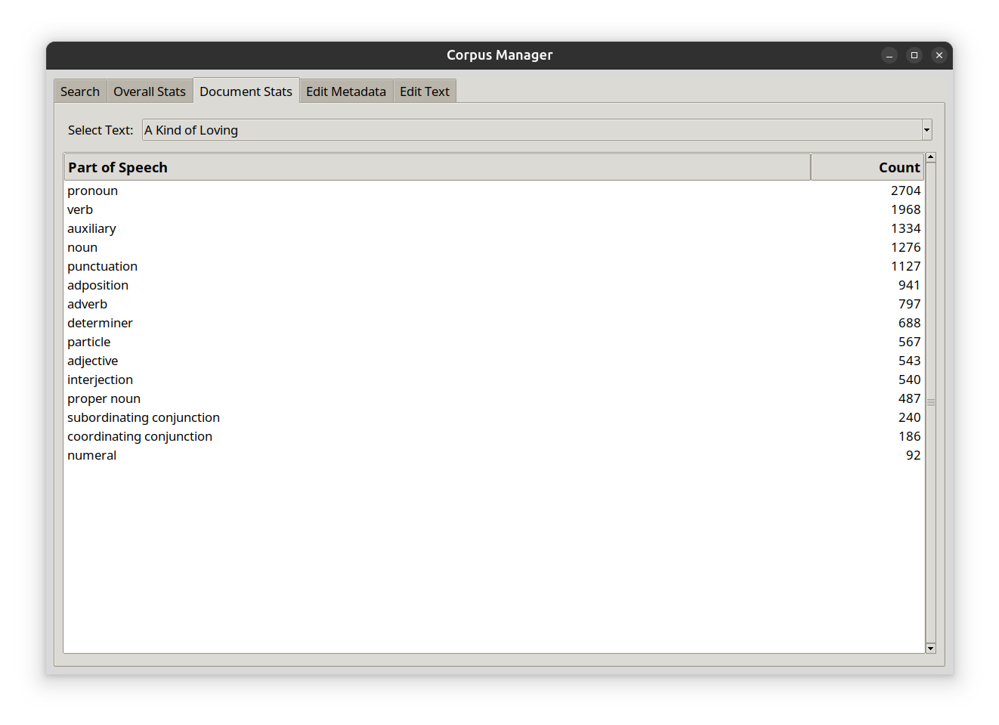 Corpus Manager
Search Overall Stats Document Stats Edit Metadata Edit Text
Select Text: A Kind of Loving
Part of Speech Count
pronoun 2704
verb 1968
auxiliary 1334
noun 1276
punctuation 1127
adposition 941
adverb 797
determiner 688
particle 567
adjective 543
interjection 540
proper noun 487
subordinating conjunction 240
coordinating conjunction 186
numeral 92